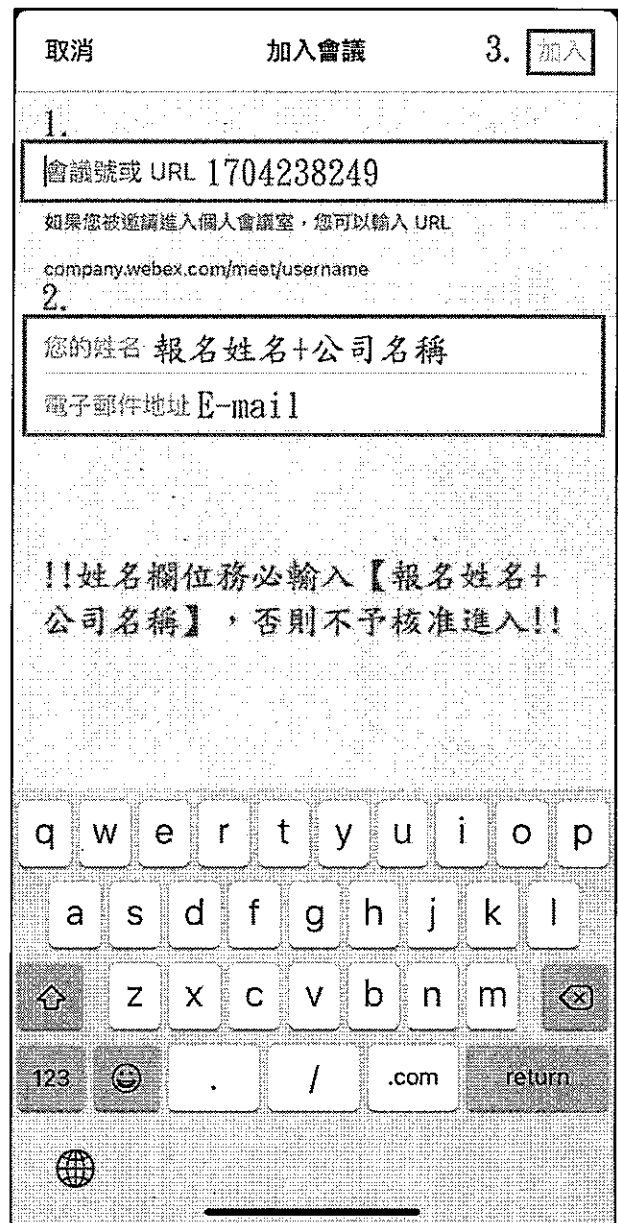 取消 加入會議 3. 加入
1.
會議號或 URL 1704238249
如果您被邀請進入個人會議室，您可以輸入 URL
company.webex.com/meet/username
2.
您的姓名 報名姓名+公司名稱
電子郵件地址 E-mail
!!姓名欄位務必輸入【報名姓名+
公司名稱】，否則不予核准進入!!
q w e r t y u i o p
a s d f g h j k l
z x c v b n m
123 . / .com return